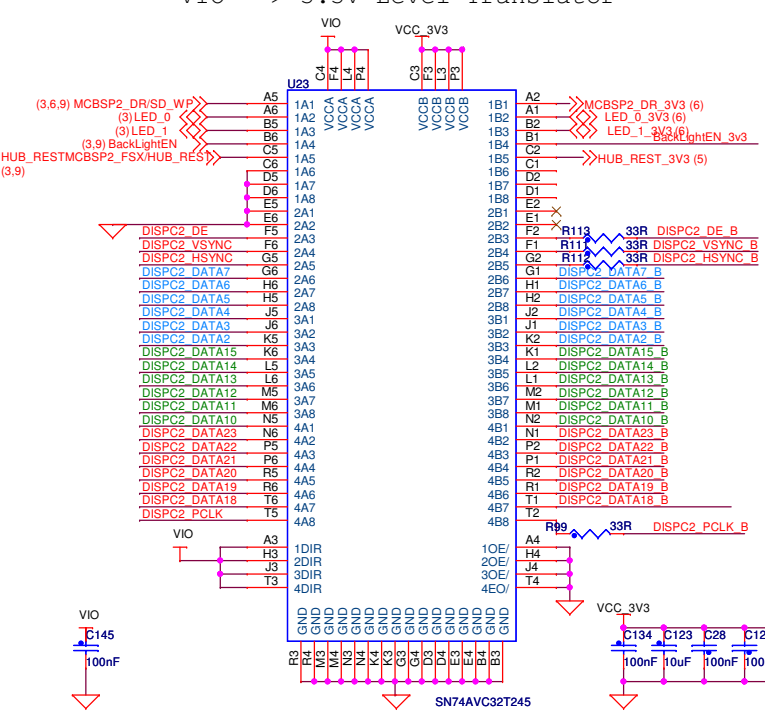 VIO --> 3.3V Level Translator
VIO VCC_3V3
C4 F4 L4 P4 C3 F3 L3 P3
U23
VCCA VCCA VCCA VCCA VCCB VCCB VCCB VCCB
(3,6,9) MCBSP2_DR/SD_WP A5 1A1 1B1 A2 MCBSP2_DR_3V3 (6)
(3) LED_0 A6 1A2 1B2 A1 LED_0_3V3 (6)
(3) LED_1 B5 1A3 1B3 B2 LED_1_3V3 (6)
(3,9) BackLightEN B6 1A4 1B4 B1 BackLightEN_3v3
HUB_RESTMCBSP2_FSX/HUB_REST C5 1A5 1B5 C2 HUB_REST_3V3 (5)
(3,9)
C6 1A6 1B6 C1
D5 1A7 1B7 D2
D6 1A8 1B8 D1
E5 2A1 2B1 E2
E6 2A2 2B2 E1
DISPC2_DE F5 2A3 2B3 F2 R113 33R DISPC2_DE_B
DISPC2_VSYNC F6 2A4 2B4 F1 R111 33R DISPC2_VSYNC_B
DISPC2_HSYNC G5 2A5 2B5 G2 R112 33R DISPC2_HSYNC_B
DISPC2_DATA7 G6 2A6 2B6 G1 DISPC2_DATA7_B
DISPC2_DATA6 H6 2A7 2B7 H1 DISPC2_DATA6_B
DISPC2_DATA5 H5 2A8 2B8 H2 DISPC2_DATA5_B
DISPC2_DATA4 J5 3A1 3B1 J2 DISPC2_DATA4_B
DISPC2_DATA3 J6 3A2 3B2 J1 DISPC2_DATA3_B
DISPC2_DATA2 K5 3A3 3B3 K2 DISPC2_DATA2_B
DISPC2_DATA15 K6 3A4 3B4 K1 DISPC2_DATA15_B
DISPC2_DATA14 L5 3A5 3B5 L2 DISPC2_DATA14_B
DISPC2_DATA13 L6 3A6 3B6 L1 DISPC2_DATA13_B
DISPC2_DATA12 M5 3A7 3B7 M2 DISPC2_DATA12_B
DISPC2_DATA11 M6 3A8 3B8 M1 DISPC2_DATA11_B
DISPC2_DATA10 N5 4A1 4B1 N2 DISPC2_DATA10_B
DISPC2_DATA23 N6 4A2 4B2 N1 DISPC2_DATA23_B
DISPC2_DATA22 P5 4A3 4B3 P2 DISPC2_DATA22_B
DISPC2_DATA21 P6 4A4 4B4 P1 DISPC2_DATA21_B
DISPC2_DATA20 R5 4A5 4B5 R2 DISPC2_DATA20_B
DISPC2_DATA19 R6 4A6 4B6 R1 DISPC2_DATA19_B
DISPC2_DATA18 T6 4A7 4B7 T1 DISPC2_DATA18_B
DISPC2_PCLK T5 4A8 4B8 T2 R99 33R DISPC2_PCLK_B
VIO
A3 1DIR 1OE/ A4
H3 2DIR 2OE/ H4
J3 3DIR 3OE/ J4
T3 4DIR 4EO/ T4
GND GND GND GND GND GND GND GND GND GND GND GND GND GND GND GND
R3 R4 M3 M4 N3 N4 K4 K3 G3 G4 D3 D4 E3 E4 B4 B3
SN74AVC32T245
VIO
C145
100nF
VCC_3V3
C134 C123 C28 C12
100nF 10uF 100nF 100